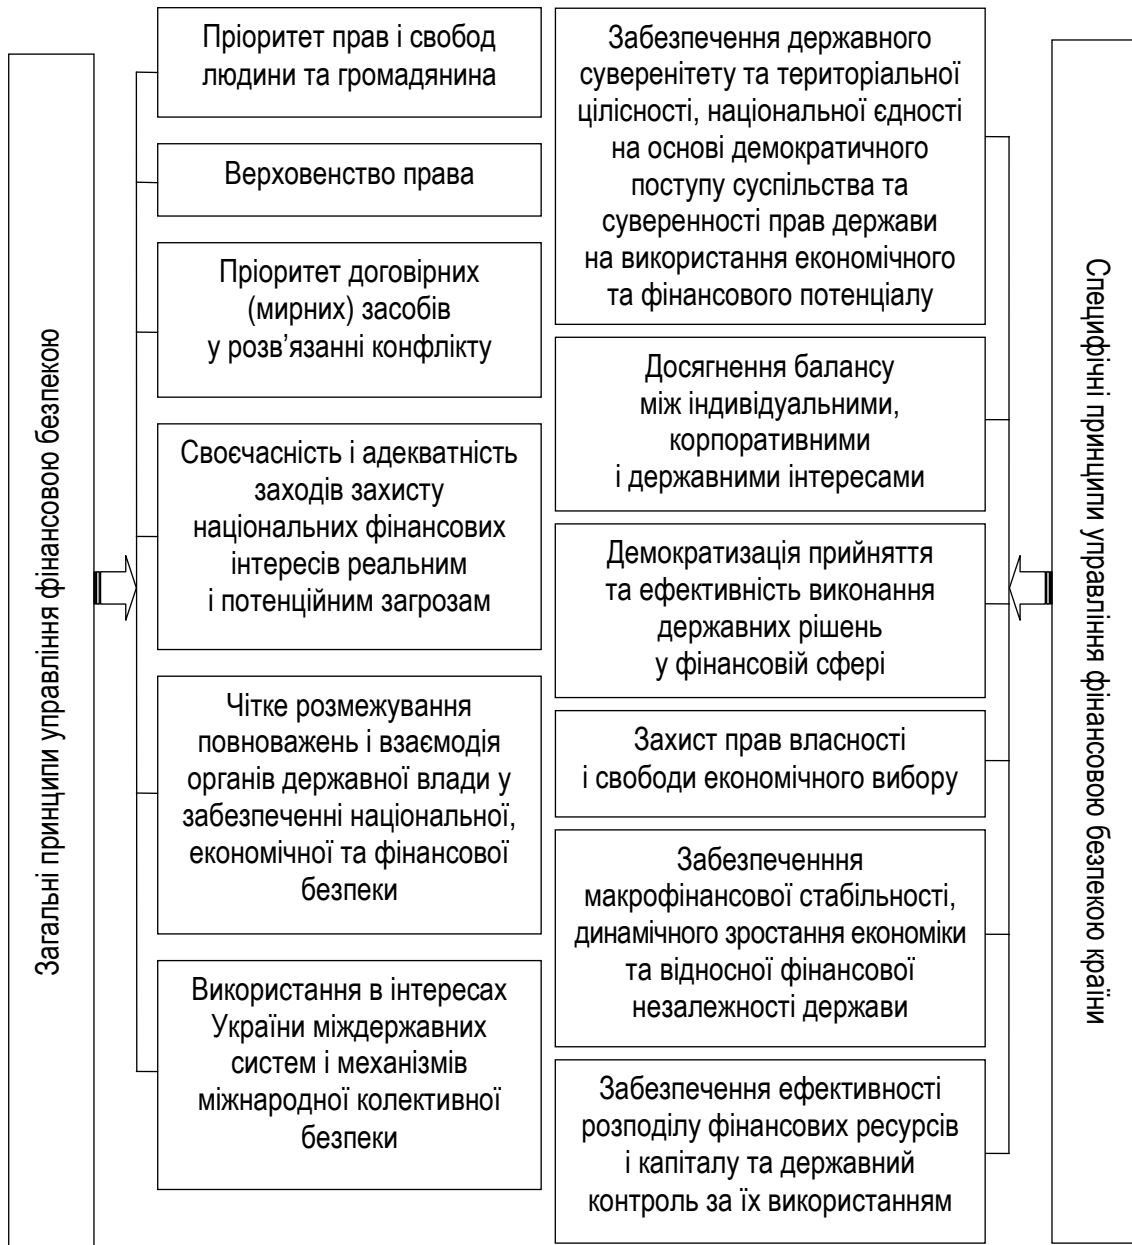 Загальні принципи управління фінансовою безпекою
Пріоритет прав і свобод
людини та громадянина
Верховенство права
Пріоритет договірних
(мирних) засобів
у розв'язанні конфлікту
Своєчасність і адекватність
заходів захисту
національних фінансових
інтересів реальним
і потенційним загрозам
Чітке розмежування
повноважень і взаємодія
органів державної влади у
забезпеченні національної,
економічної та фінансової
безпеки
Використання в інтересах
України міждержавних
систем і механізмів
міжнародної колективної
безпеки
Забезпечення державного
суверенітету та територіальної
цілісності, національної єдності
на основі демократичного
поступу суспільства та
суверенності прав держави
на використання економічного
та фінансового потенціалу
Досягнення балансу
між індивідуальними,
корпоративними
і державними інтересами
Демократизація прийняття
та ефективність виконання
державних рішень
у фінансовій сфері
Захист прав власності
і свободи економічного вибору
Забезпеченння
макрофінансової стабільності,
динамічного зростання економіки
та відносної фінансової
незалежності держави
Забезпечення ефективності
розподілу фінансових ресурсів
і капіталу та державний
контроль за їх використанням
Специфічні принципи управління фінансовою безпекою країни